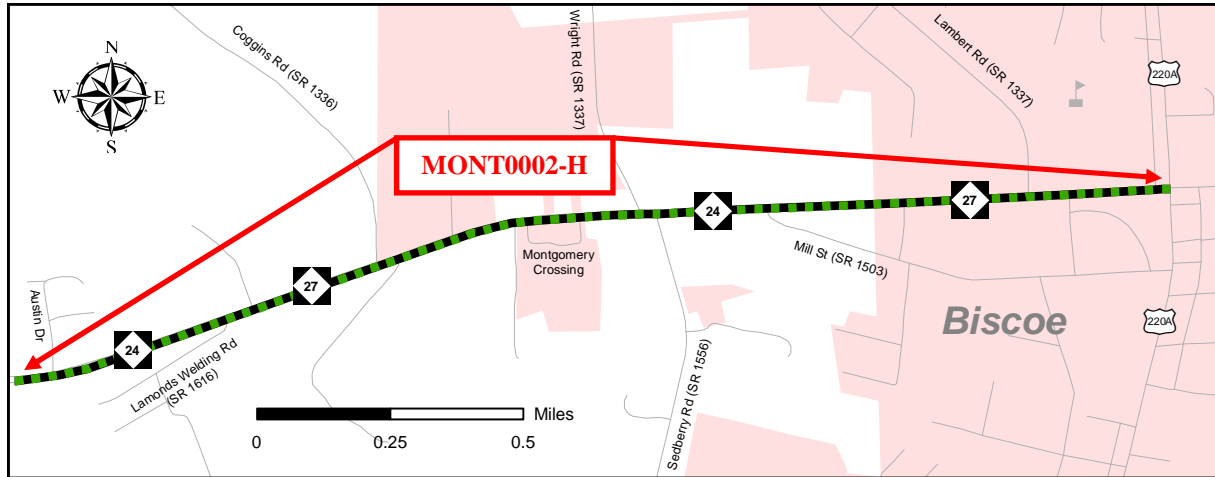 N
W E
S
Coggins Rd (SR 1336)
Wright Rd (SR 1337)
Lambert Rd (SR 1337)
220A
MONT0002-H
24
27
27
24
Montgomery
Crossing
Mill St (SR 1503)
Austin Dr
Lamonds Welding Rd
(SR 1616)
Sedberry Rd (SR 1556)
Biscoe
220A
Miles
0 0.25 0.5